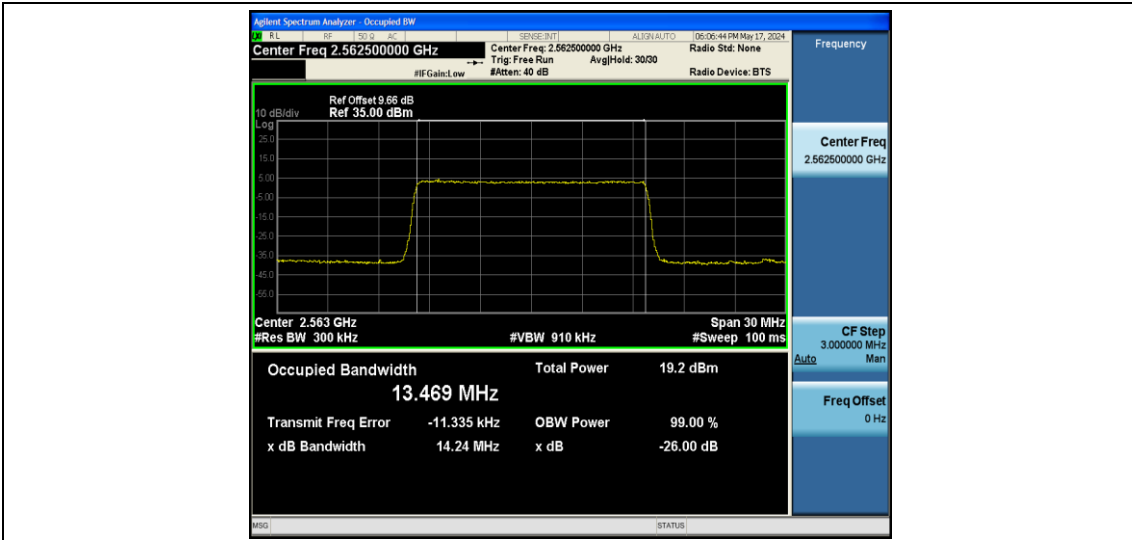 Agilent Spectrum Analyzer - Occupied BW
LXI RL RF 50 Ω AC SENSE:INT ALIGN AUTO 06:06:44 PM May 17, 2024
Center Freq 2.562500000 GHz
Center Freq: 2.562500000 GHz Radio Std: None
Trig: Free Run Avg|Hold: 30/30
#IFGain:Low #Atten: 40 dB Radio Device: BTS
Ref Offset 9.66 dB
10 dB/div Ref 35.00 dBm
Log
25.0
15.0
5.00
-5.00
-15.0
-25.0
-35.0
-45.0
-55.0
Center 2.563 GHz Span 30 MHz
#Res BW 300 kHz #VBW 910 kHz #Sweep 100 ms
Occupied Bandwidth Total Power 19.2 dBm
13.469 MHz
Transmit Freq Error -11.335 kHz OBW Power 99.00 %
x dB Bandwidth 14.24 MHz x dB -26.00 dB
MSG STATUS
Frequency
Center Freq
2.562500000 GHz
CF Step
3.000000 MHz
Auto Man
Freq Offset
0 Hz